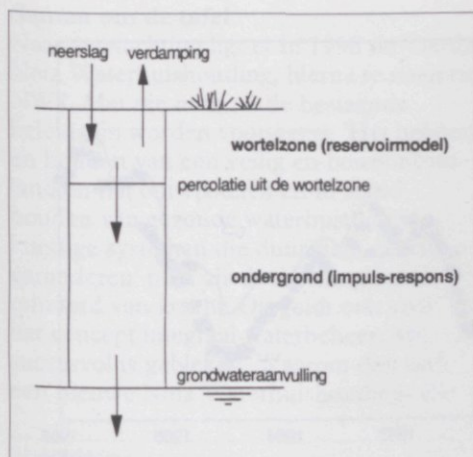 neerslag verdamping
wortelzone (reservoirmodel)
percolatie uit de wortelzone
ondergrond (impuls-respons)
grondwateraanvulling